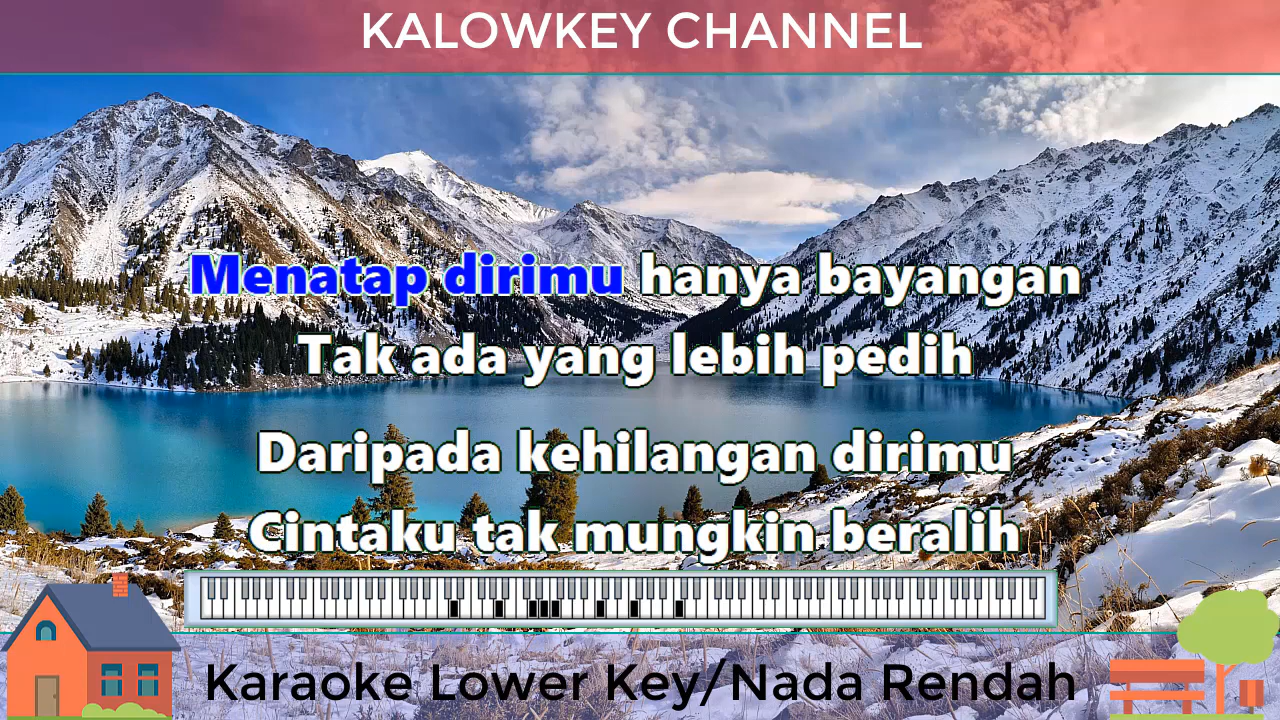 KALOWKEY CHANNEL
Menatap dirimu hanya bayangan
Tak ada yang lebih pedih
Daripada kehilangan dirimu
Cintaku tak mungkin beralih
Karaoke Lower Key/Nada Rendah